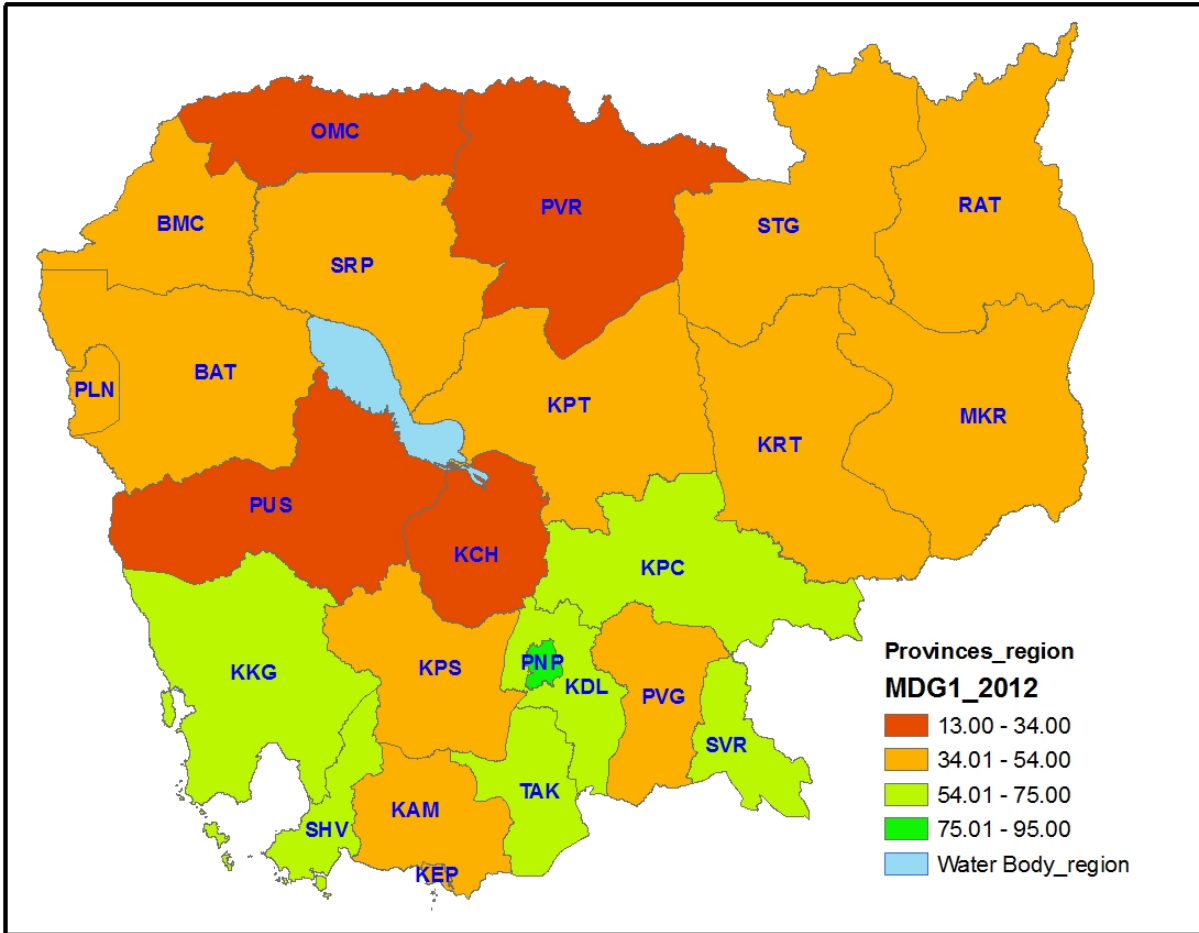 OMC
PVR
RAT
BMC
STG
SRP
BAT
PLN
KPT
MKR
KRT
PUS
KCH
KPC
KKG
KPS
PNP
KDL
PVG
SVR
TAK
KAM
SHV
KEP
Provinces_region
MDG1_2012
13.00 - 34.00
34.01 - 54.00
54.01 - 75.00
75.01 - 95.00
Water Body_region